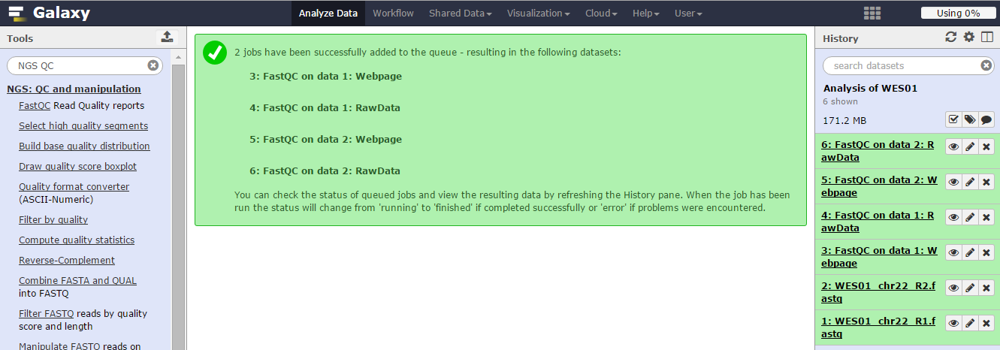 Galaxy
Analyze Data
Workflow
Shared Data
Visualization
Cloud
Help
User
Using 0%
Tools
NGS QC
NGS: QC and manipulation
FastQC Read Quality reports
Select high quality segments
Build base quality distribution
Draw quality score boxplot
Quality format converter
(ASCII-Numeric)
Filter by quality
Compute quality statistics
Reverse-Complement
Combine FASTA and QUAL
into FASTQ
Filter FASTQ reads by quality
score and length
Manipulate FASTQ reads on
2 jobs have been successfully added to the queue - resulting in the following datasets:
3: FastQC on data 1: Webpage
4: FastQC on data 1: RawData
5: FastQC on data 2: Webpage
6: FastQC on data 2: RawData
You can check the status of queued jobs and view the resulting data by refreshing the History pane. When the job has been
run the status will change from 'running' to 'finished' if completed successfully or 'error' if problems were encountered.
History
search datasets
Analysis of WES01
6 shown
171.2 MB
6: FastQC on data 2: R
awData
5: FastQC on data 2: W
ebpage
4: FastQC on data 1: R
awData
3: FastQC on data 1: W
ebpage
2: WES01_chr22_R2.f
astq
1: WES01_chr22_R1.f
astq